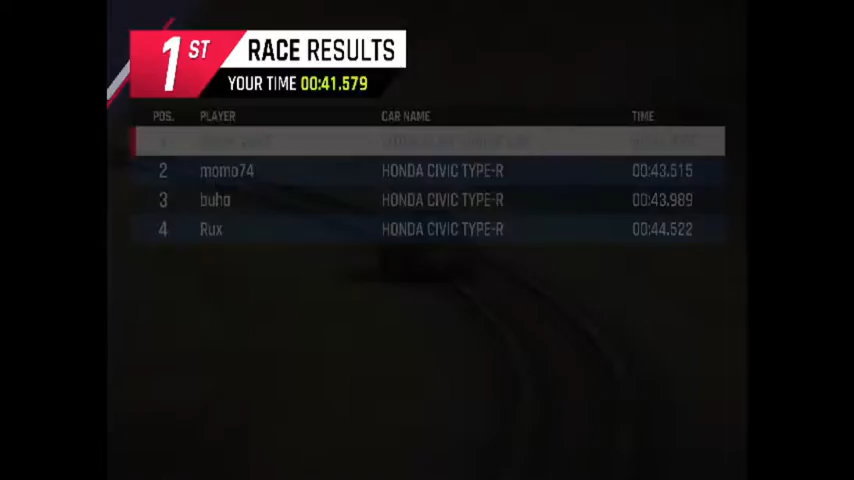 1ST
RACE RESULTS
YOUR TIME 00:41.579
POS. PLAYER CAR NAME TIME
1
2 momo74 HONDA CIVIC TYPE-R 00:43.515
3 buho HONDA CIVIC TYPE-R 00:43.989
4 Rux HONDA CIVIC TYPE-R 00:44.522